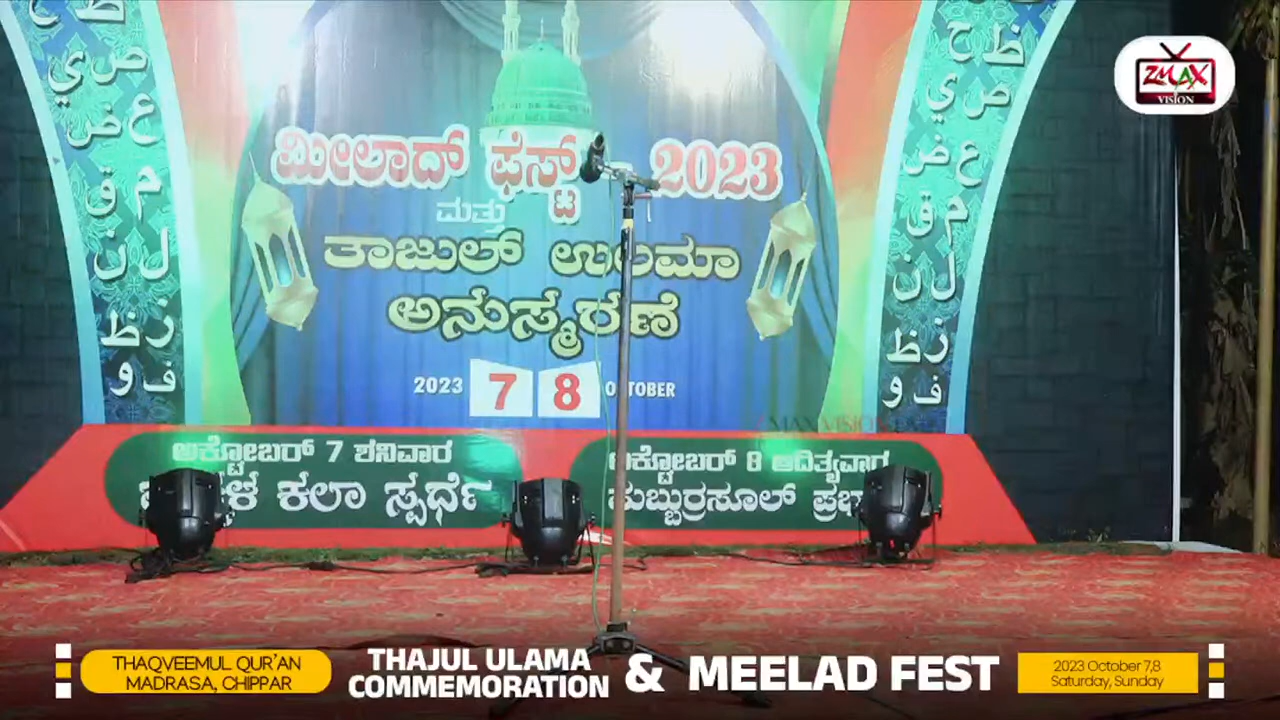 ZMAX
VISION
ಮೀಲಾದ್ ಫೆಸ್ಟ್ 2023
ಮತ್ತು
ತಾಜುಲ್ ಉಲಮಾ
ಅನುಸ್ಮರಣೆ
2023 7 8 OCTOBER
ಅಕ್ಟೋಬರ್ 7 ಶನಿವಾರ
ಕಲಾ ಸ್ಪರ್ಧೆ
ಅಕ್ಟೋಬರ್ 8 ಆದಿತ್ಯವಾರ
ಹುಬ್ಬುರ್ರಸೂಲ್
THAQVEEMUL QUR'AN
MADRASA, CHIPPAR
THAJUL ULAMA
COMMEMORATION
& MEELAD FEST
2023 October 7,8
Saturday, Sunday